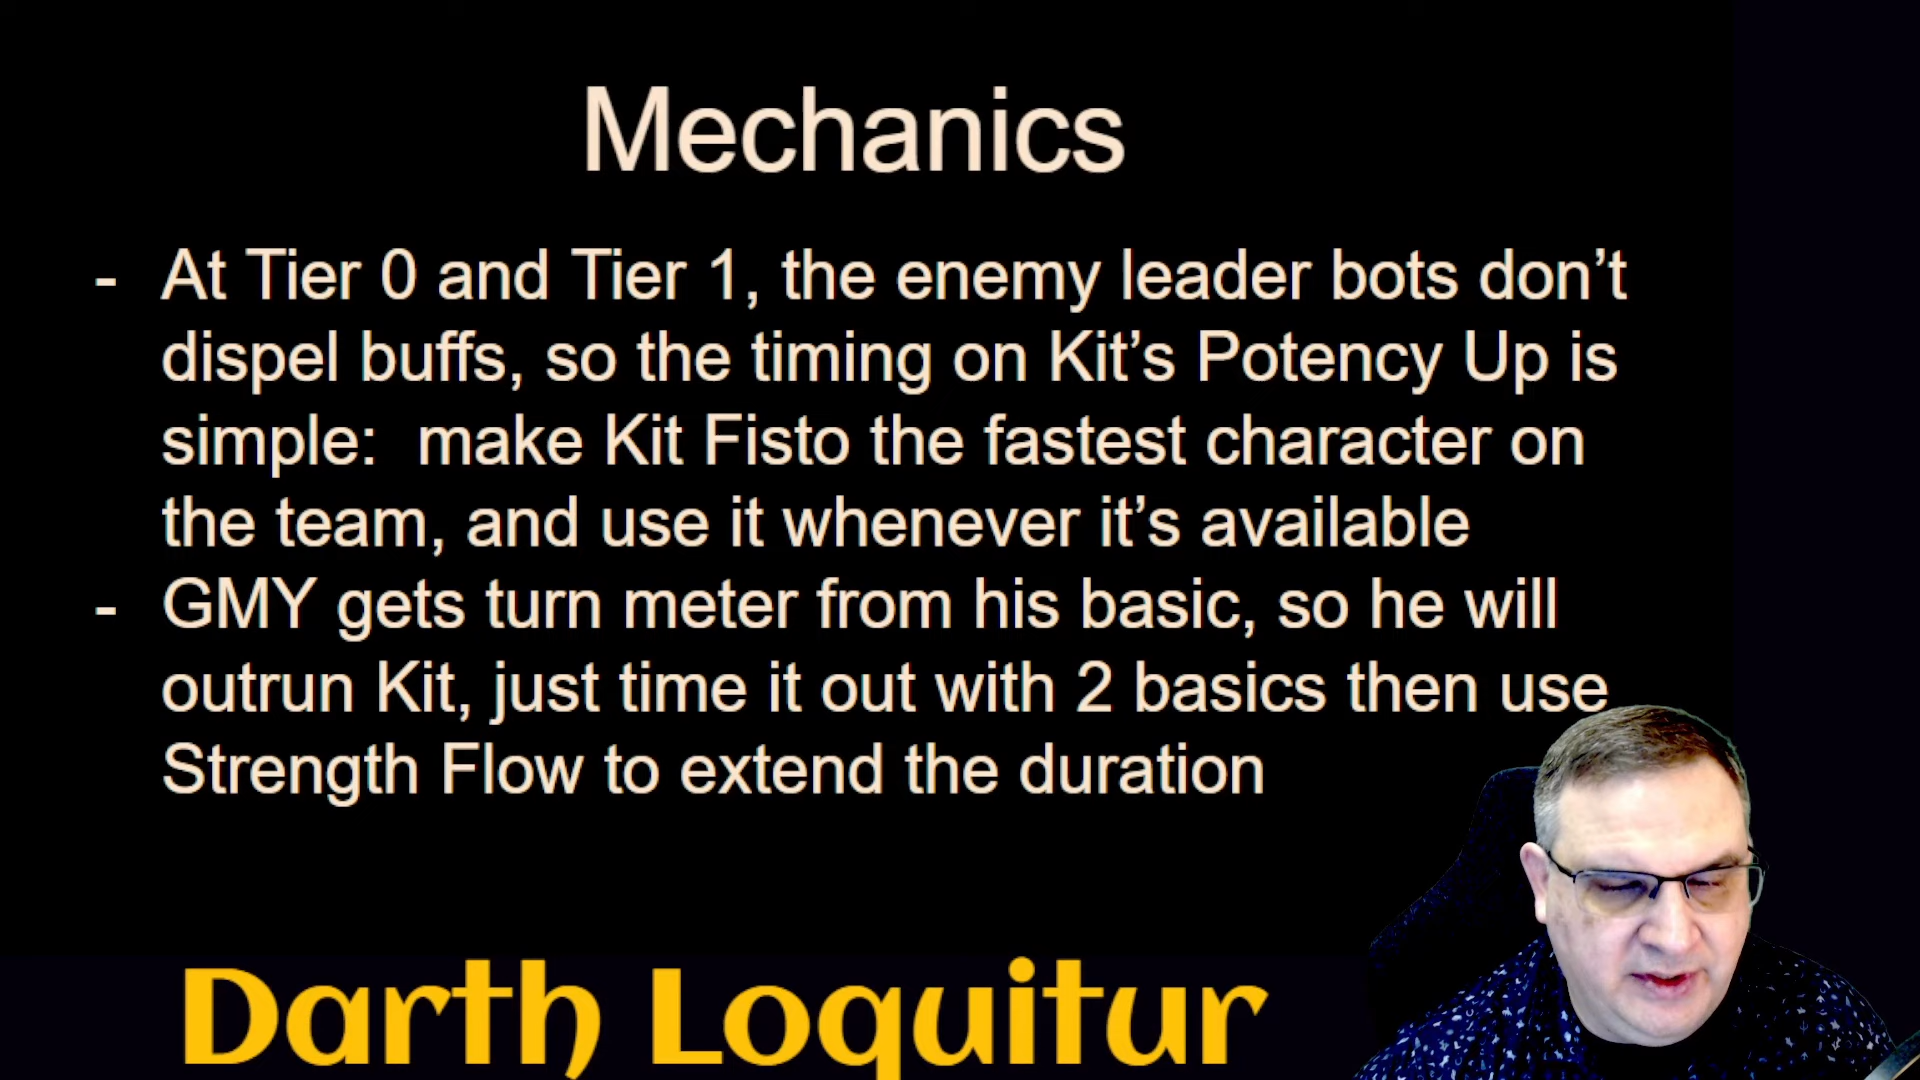 Mechanics
- At Tier 0 and Tier 1, the enemy leader bots don’t
dispel buffs, so the timing on Kit’s Potency Up is
simple:  make Kit Fisto the fastest character on
the team, and use it whenever it’s available
- GMY gets turn meter from his basic, so he will
outrun Kit, just time it out with 2 basics then use
Strength Flow to extend the duration
Darth Loquitur